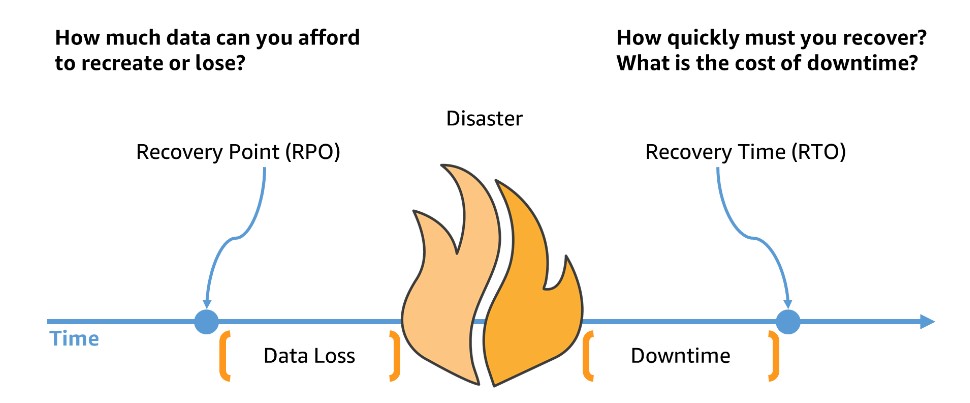 How much data can you afford
to recreate or lose?
How quickly must you recover?
What is the cost of downtime?
Disaster
Recovery Point (RPO)
Recovery Time (RTO)
Time
Data Loss
Downtime